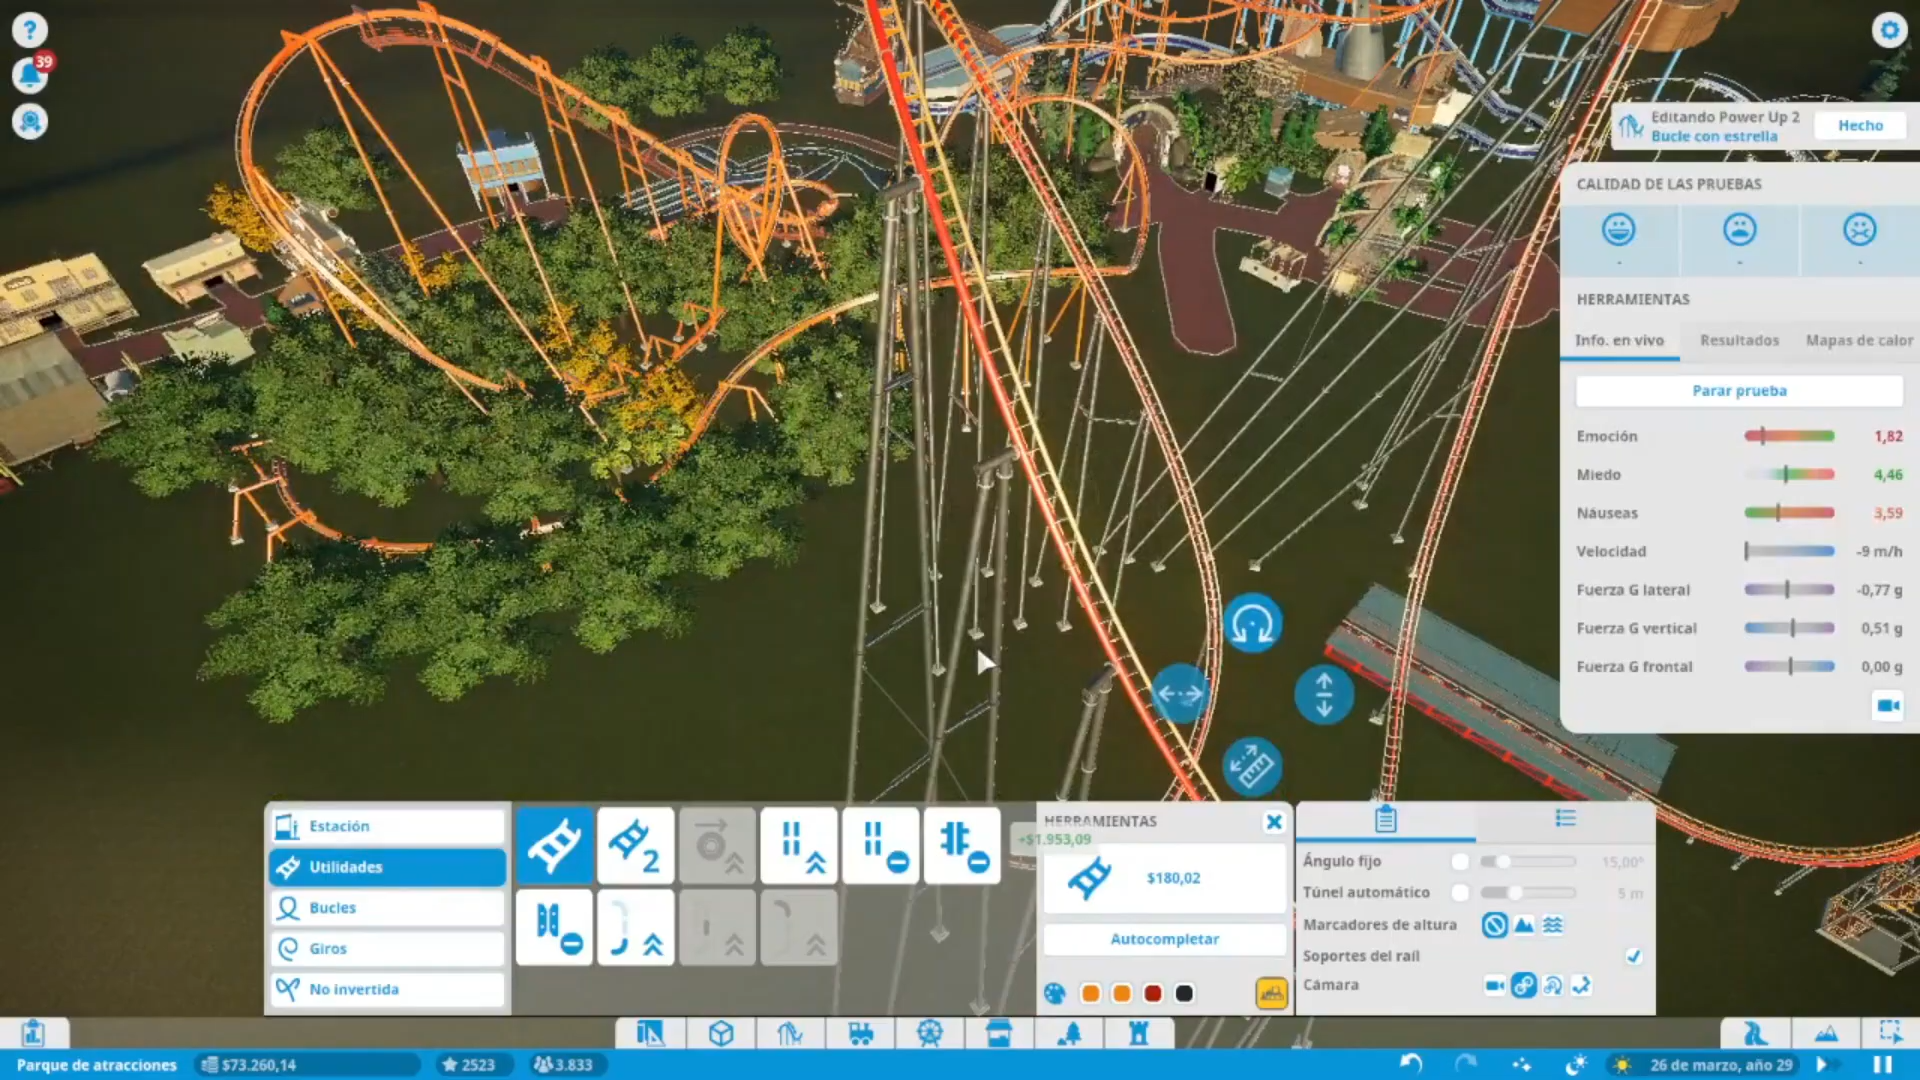 ?
39
Editando Power Up 2
Bucle con estrella
Hecho
CALIDAD DE LAS PRUEBAS
-
-
-
HERRAMIENTAS
Info. en vivo
Resultados
Mapas de calor
Parar prueba
Emoción
1,82
Miedo
4,46
Náuseas
3,59
Velocidad
-9 m/h
Fuerza G lateral
-0,77 g
Fuerza G vertical
0,51 g
Fuerza G frontal
0,00 g
Estación
Utilidades
Bucles
Giros
No invertida
2
HERRAMIENTAS
+$1.953,09
$180,02
Autocompletar
Ángulo fijo
15,00°
Túnel automático
5 m
Marcadores de altura
Soportes del raíl
Cámara
Parque de atracciones
$73.260,14
2523
3.833
26 de marzo, año 29